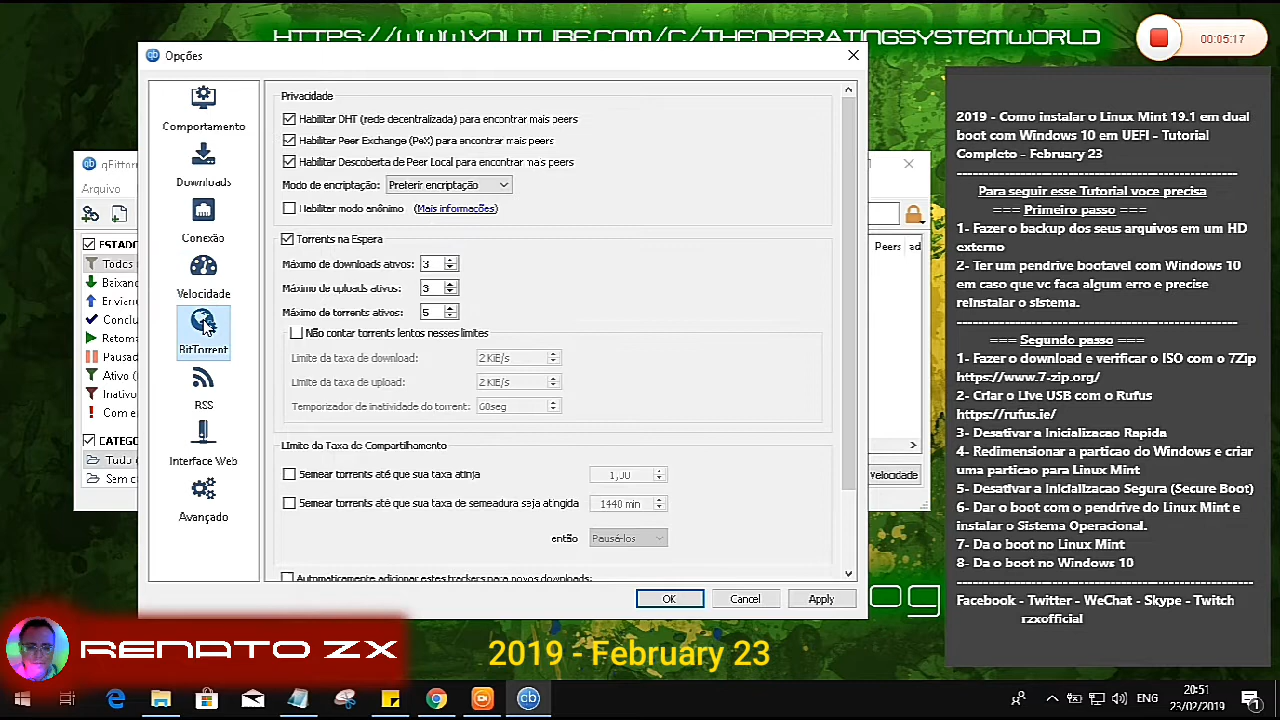 HTTPS://WWW.YOUTUBE.COM/C/THEOPERATINGSYSTEMWORLD
00:05:17
Opções
Comportamento
Downloads
Conexão
Velocidade
BitTorrent
RSS
Interface Web
Avançado
Privacidade
Habilitar DHT (rede decentralizada) para encontrar mais peers
Habilitar Peer Exchange (PeX) para encontrar mais peers
Habilitar Descoberta de Peer Local para encontrar mais peers
Modo de encriptação: Preferir encriptação
Habilitar modo anônimo (Mais informações)
Torrents na Espera
Máximo de downloads ativos: 3
Máximo de uploads ativos: 3
Máximo de torrents ativos: 5
Não contar torrents lentos nesses limites
Limite da taxa de download: 2 KiB/s
Limite da taxa de upload: 2 KiB/s
Temporizador de inatividade do torrent: 60seg
Limite da Taxa de Compartilhamento
Semear torrents até que sua taxa atinja 1,00
Semear torrents até que sua taxa de semeadura seja atingida 1440 min
então Pausá-los
Automaticamente adicionar estes trackers para novos downloads:
OK
Cancel
Apply
Arquivo
ESTADO
Todos
Baixand
Envian
Conclu
Retom
Pausad
Ativo (
Inativo
Com e
CATEG
Tudo
Sem c
Peers
ad
Velocidade
2019 - Como instalar o Linux Mint 19.1 em dual
boot com Windows 10 em UEFI - Tutorial
Completo - February 23
Para seguir esse Tutorial voce precisa
=== Primeiro passo ===
1- Fazer o backup dos seus arquivos em um HD
externo
2- Ter um pendrive bootavel com Windows 10
em caso que vc faca algum erro e precise
reinstalar o sistema.
=== Segundo passo ===
1- Fazer o download e verificar o ISO com o 7Zip
https://www.7-zip.org/
2- Criar o Live USB com o Rufus
https://rufus.ie/
3- Desativar a Inicializacao Rapida
4- Redimensionar a particao do Windows e criar
uma particao para Linux Mint
5- Desativar a Inicializacao Segura (Secure Boot)
6- Dar o boot com o pendrive do Linux Mint e
instalar o Sistema Operacional.
7- Da o boot no Linux Mint
8- Da o boot no Windows 10
Facebook - Twitter - WeChat - Skype - Twitch
rzxofficial
RENATO ZX
2019 - February 23
ENG
20:51
23/02/2019